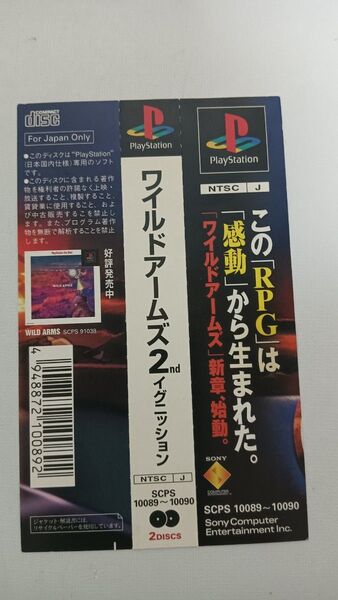 COMPACT
disc
For Japan Only
●このディスクは"PlayStation"
(日本国内仕様)専用のソフト
です。
●このディスクに含まれる著作
物を権利者の許諾なく上映・
放送すること、複製すること、
賃貸業に使用すること、およ
び中古販売することを禁止し
ます。また、プログラム著作
物を無断で解析することも禁止
好評発売中
WILD ARMS
WILD ARMS SCPS 91038
4 948872 100892
ジャケット・解説書には、
リサイクルペーパーを使用しています。
PlayStation
ワイルドアームズ2nd イグニッション
NTSC J
SCPS
10089~10090
2 DISCS
PlayStation
NTSC J
この「RPG」は
「感動」から生まれた。
「ワイルドアームズ」新章、始動。
SONY
COMPUTER
SCPS 10089~10090
Sony Computer
Entertainment Inc.